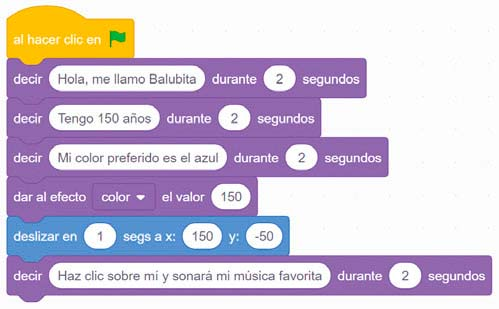 al hacer clic en
decir Hola, me llamo Balubita durante 2 segundos
decir Tengo 150 años durante 2 segundos
decir Mi color preferido es el azul durante 2 segundos
dar al efecto color el valor 150
deslizar en 1 segs a x: 150 y: -50
decir Haz clic sobre mí y sonará mi música favorita durante 2 segundos